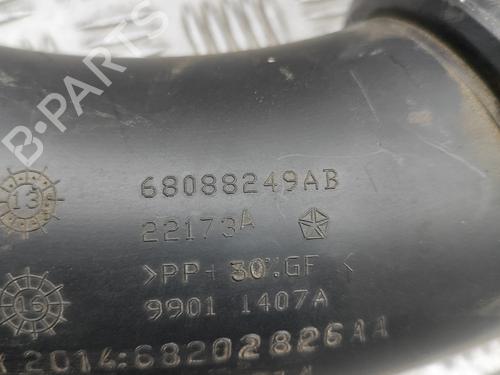 B-PARTS
13
68088249AB
22173A
>PP+30%GF<
16
9901 1407A
2014:68202826AA